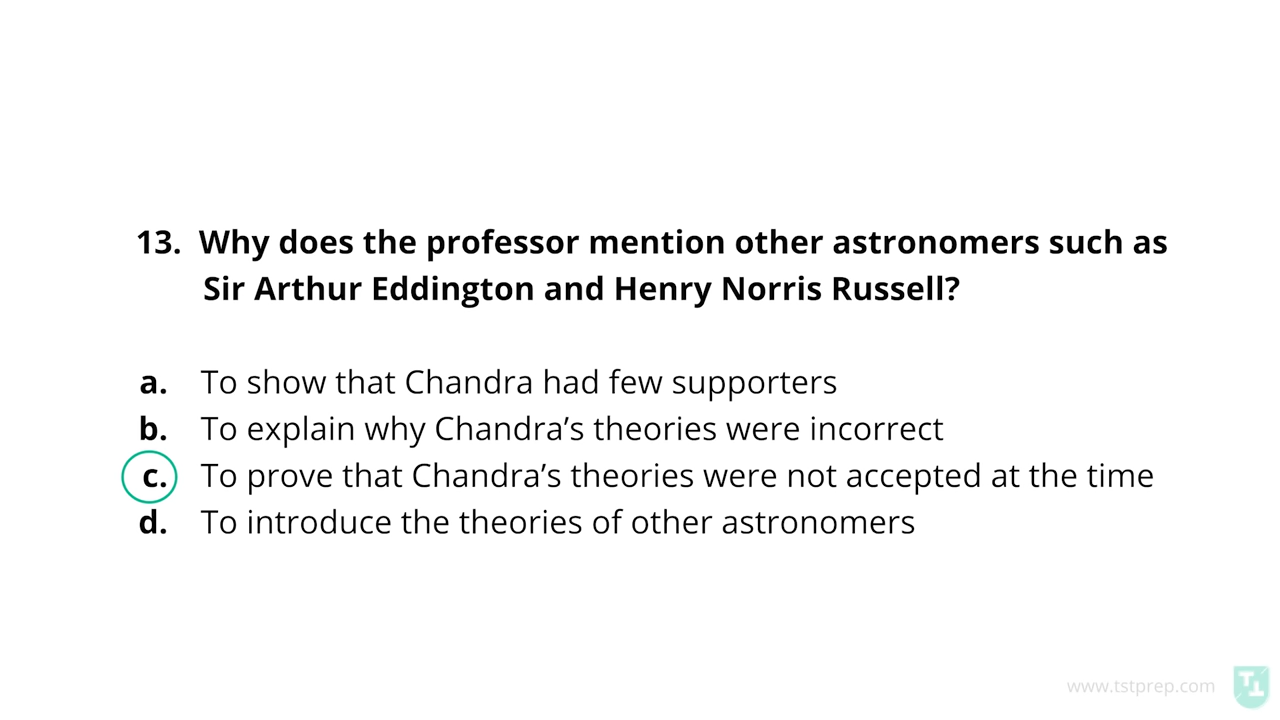 13. Why does the professor mention other astronomers such as
Sir Arthur Eddington and Henry Norris Russell?
a. To show that Chandra had few supporters
b. To explain why Chandra’s theories were incorrect
c. To prove that Chandra’s theories were not accepted at the time
d. To introduce the theories of other astronomers
www.tstprep.com